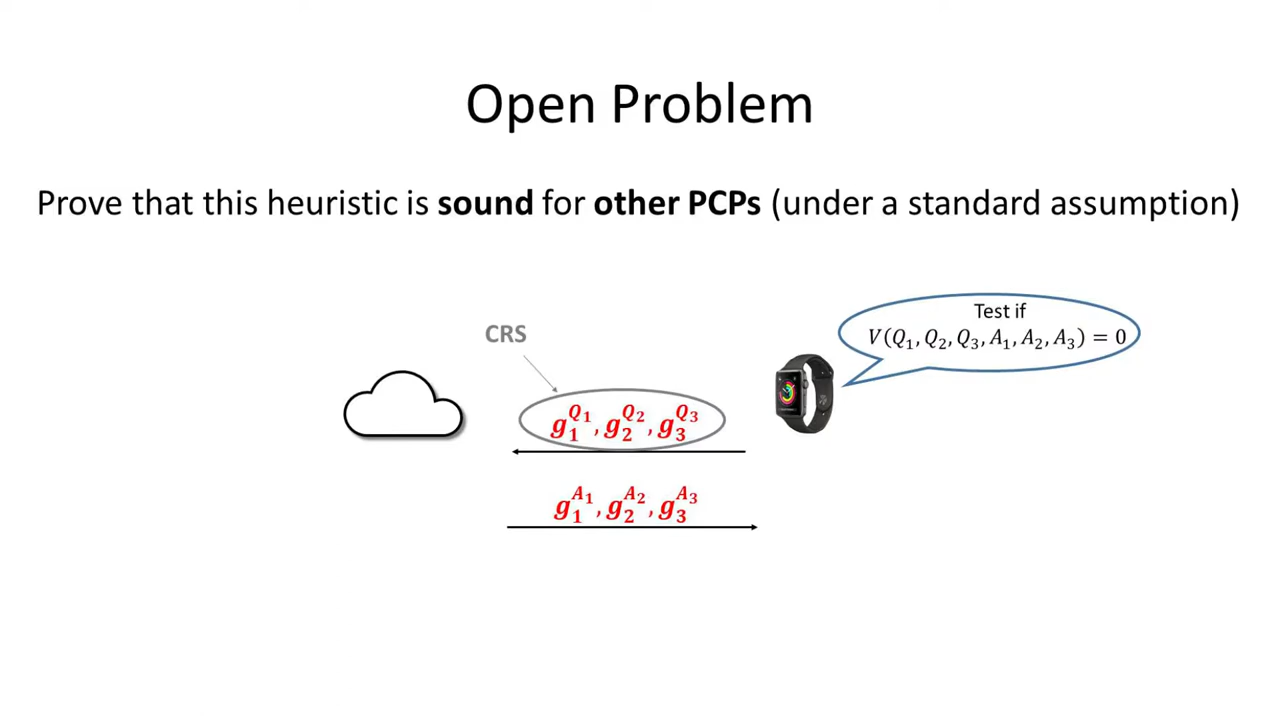 Open Problem
Prove that this heuristic is sound for other PCPs (under a standard assumption)
Test if
V(Q₁, Q₂, Q₃, A₁, A₂, A₃) = 0
CRS
g₁^Q₁, g₂^Q₂, g₃^Q₃
g₁^A₁, g₂^A₂, g₃^A₃